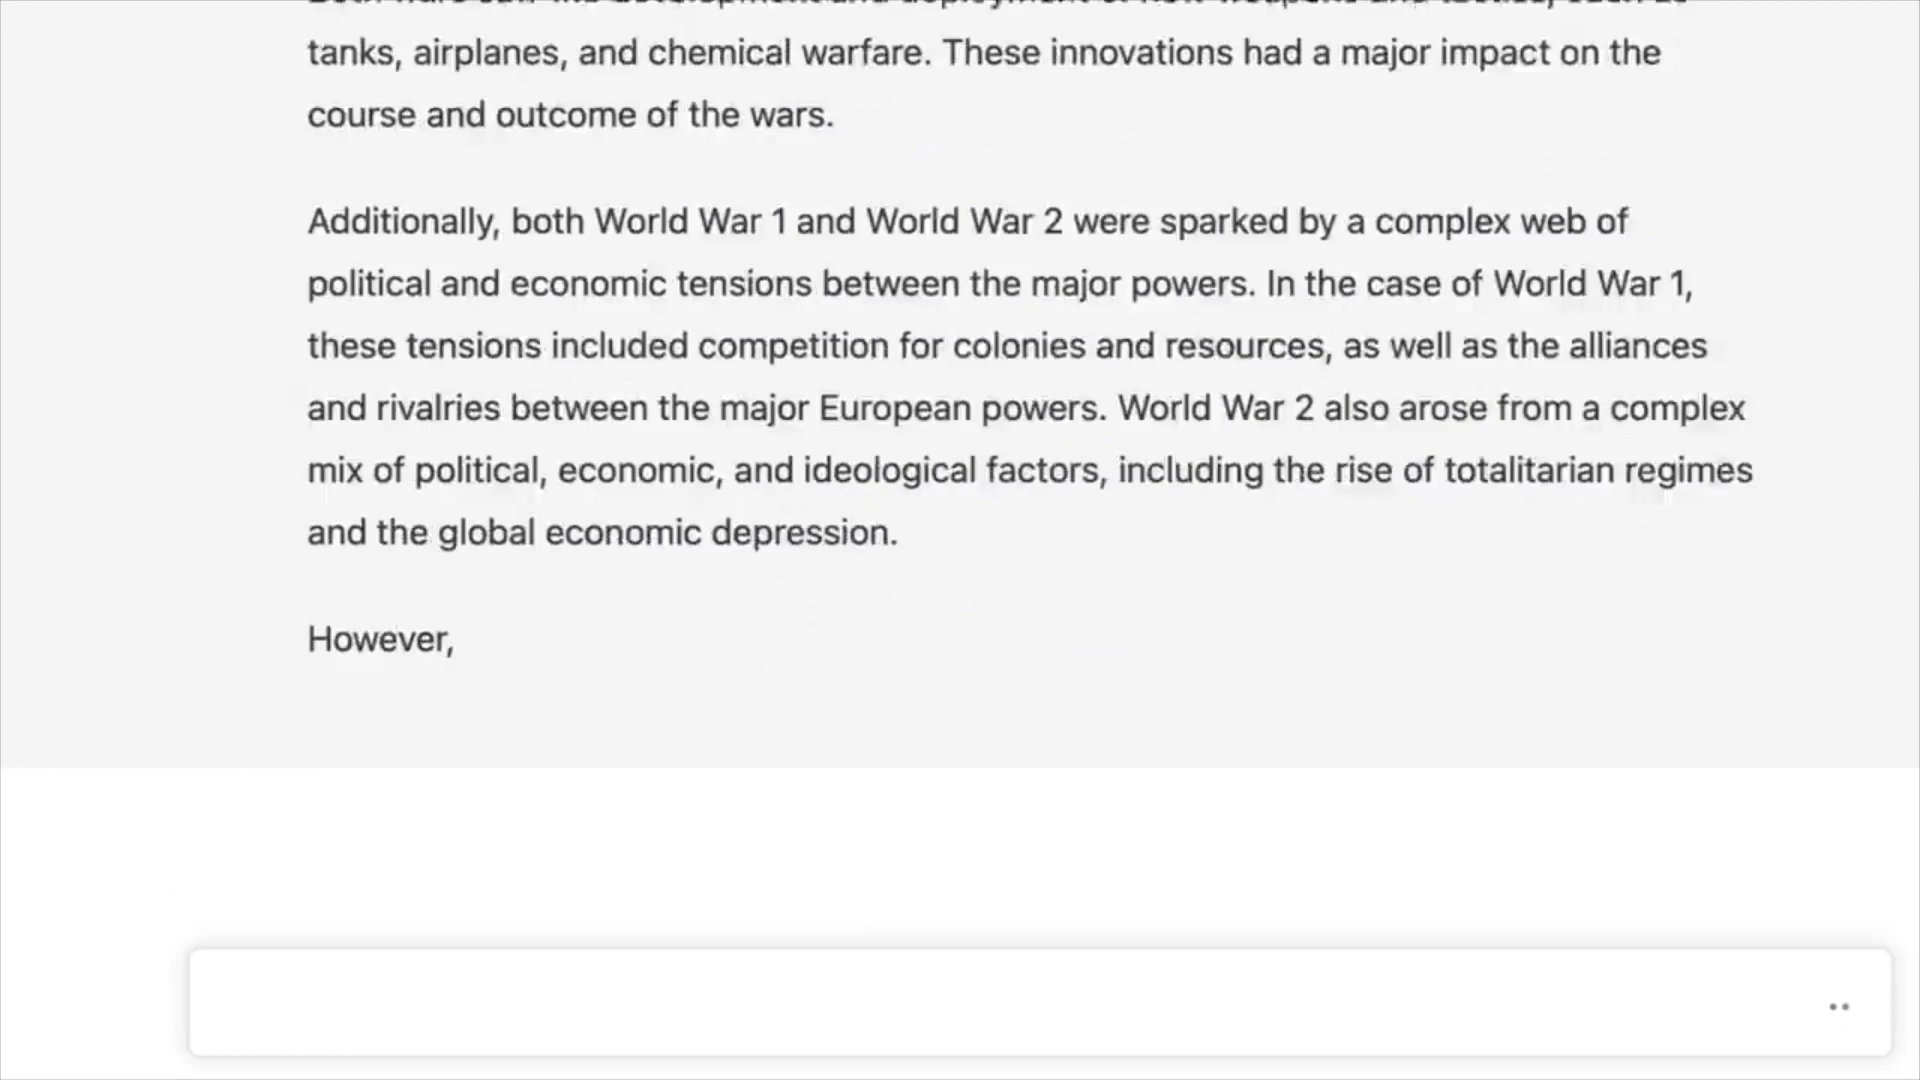 tanks, airplanes, and chemical warfare. These innovations had a major impact on the
course and outcome of the wars.
Additionally, both World War 1 and World War 2 were sparked by a complex web of
political and economic tensions between the major powers. In the case of World War 1,
these tensions included competition for colonies and resources, as well as the alliances
and rivalries between the major European powers. World War 2 also arose from a complex
mix of political, economic, and ideological factors, including the rise of totalitarian regimes
and the global economic depression.
However,